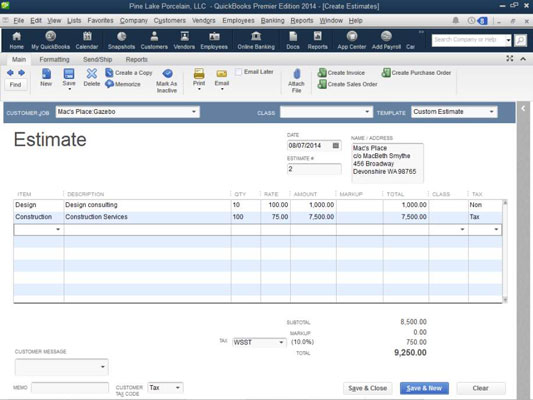 Pine Lake Porcelain, LLC - QuickBooks Premier Edition 2014 - [Create Estimates]
File Edit View Lists Favorites Company Customers Vendors Employees Banking Reports Window Help 8
Home My QuickBooks Calendar Snapshots Customers Vendors Employees Online Banking Docs Reports App Center Add Payroll Search Company or Help
Main Formatting Send/Ship Reports
Find New Save Delete Create a Copy Memorize Mark As Inactive Print Email Email Later Attach File Create Invoice Create Sales Order Create Purchase Order
CUSTOMER:JOB Mac's Place:Gazebo CLASS TEMPLATE Custom Estimate
Estimate
DATE
08/07/2014
ESTIMATE #
2
NAME / ADDRESS
Mac's Place
c/o MacBeth Smythe
456 Broadway
Devonshire WA 98765
ITEM DESCRIPTION QTY RATE AMOUNT MARKUP TOTAL CLASS TAX
Design Design consulting 10 100.00 1,000.00 1,000.00 Non
Construction Construction Services 100 75.00 7,500.00 7,500.00 Tax
SUBTOTAL 8,500.00
MARKUP 0.00
TAX WSST (10.0%) 750.00
TOTAL 9,250.00
CUSTOMER MESSAGE
MEMO CUSTOMER TAX CODE Tax
Save & Close Save & New Clear